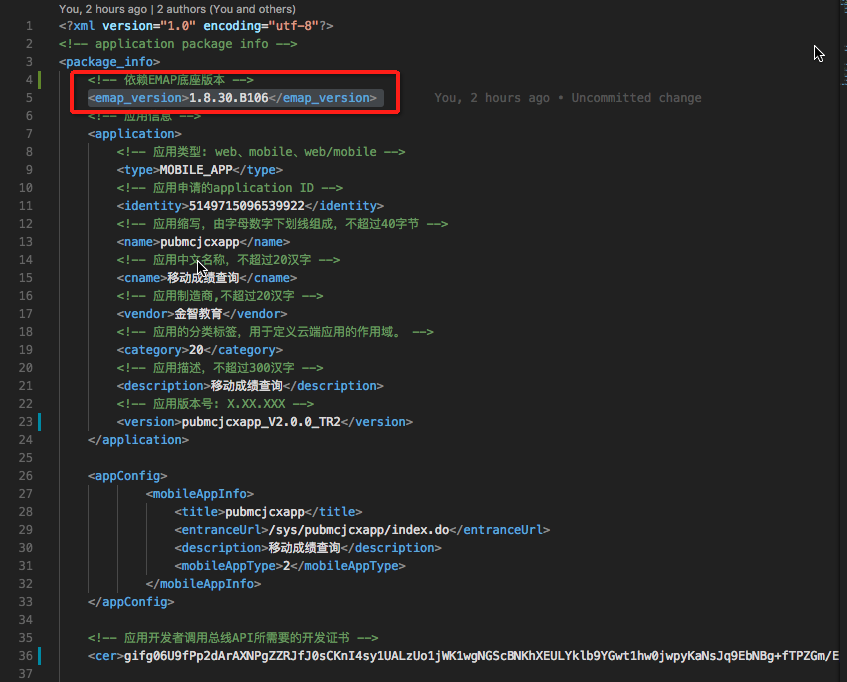 You, 2 hours ago | 2 authors (You and others)
1 <?xml version="1.0" encoding="utf-8"?>
2 <!-- application package info -->
3 <package_info>
4 <!-- 依赖EMAP底座版本 -->
5 <emap_version>1.8.30.B106</emap_version> You, 2 hours ago • Uncommitted change
6 <!-- 应用信息 -->
7 <application>
8 <!-- 应用类型: web、mobile、web/mobile -->
9 <type>MOBILE_APP</type>
10 <!-- 应用申请的application ID -->
11 <identity>5149715096539922</identity>
12 <!-- 应用缩写，由字母数字下划线组成，不超过40字节 -->
13 <name>pubmcjcxapp</name>
14 <!-- 应用中文名称，不超过20汉字 -->
15 <cname>移动成绩查询</cname>
16 <!-- 应用制造商,不超过20汉字 -->
17 <vendor>金智教育</vendor>
18 <!-- 应用的分类标签，用于定义云端应用的作用域。 -->
19 <category>20</category>
20 <!-- 应用描述，不超过300汉字 -->
21 <description>移动成绩查询</description>
22 <!-- 应用版本号: X.XX.XXX -->
23 <version>pubmcjcxapp_V2.0.0_TR2</version>
24 </application>
25
26 <appConfig>
27 <mobileAppInfo>
28 <title>pubmcjcxapp</title>
29 <entranceUrl>/sys/pubmcjcxapp/index.do</entranceUrl>
30 <description>移动成绩查询</description>
31 <mobileAppType>2</mobileAppType>
32 </mobileAppInfo>
33 </appConfig>
34
35 <!-- 应用开发者调用总线API所需要的开发证书 -->
36 <cer>gifg06U9fPp2dArAXNPgZZRJfJ0sCKnI4sy1UALzUo1jWK1wgNGScBNKhXEULYklb9YGwt1hw0jwpyKaNsJq9EbNBg+fTPZGm/E
37